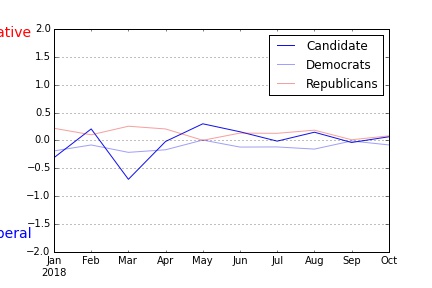 ative
2.0
1.5
1.0
0.5
0.0
−0.5
−1.0
−1.5
−2.0
peral
Candidate
Democrats
Republicans
Jan Feb Mar Apr May Jun Jul Aug Sep Oct
2018